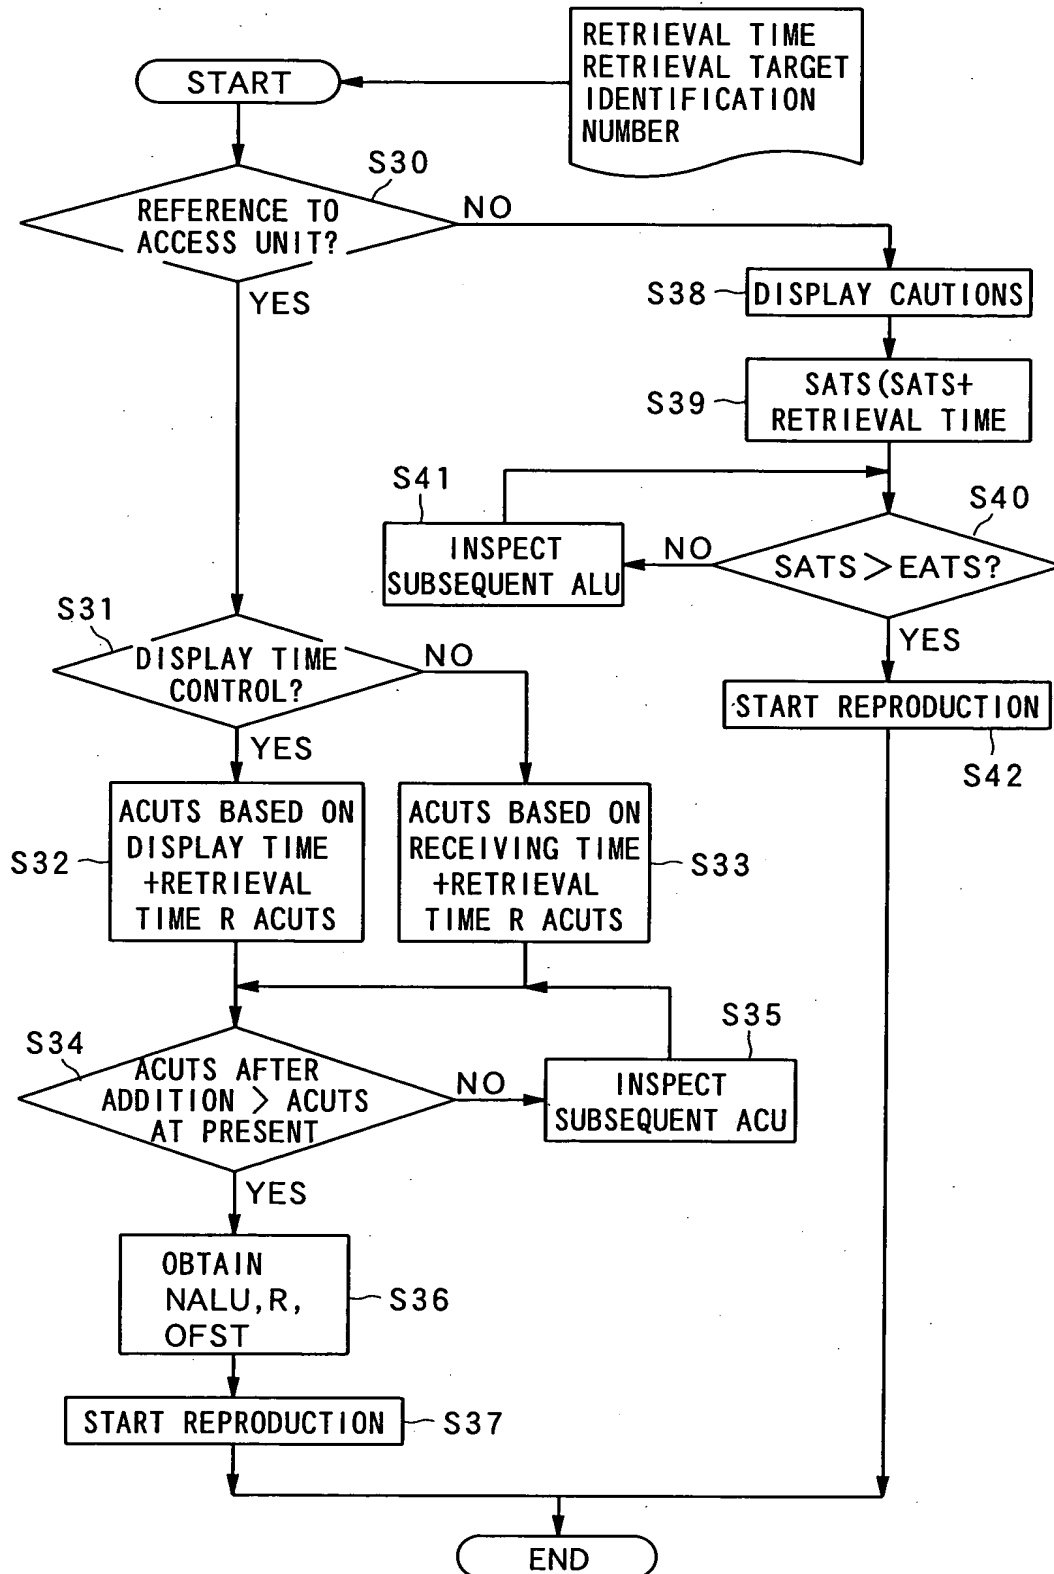 RETRIEVAL TIME
RETRIEVAL TARGET
IDENTIFICATION
NUMBER
START
S30
REFERENCE TO
ACCESS UNIT?
NO
YES
S38
DISPLAY CAUTIONS
S39
SATS(SATS+
RETRIEVAL TIME
S41
INSPECT
SUBSEQUENT ALU
NO
S40
SATS>EATS?
YES
START REPRODUCTION
S42
S31
DISPLAY TIME
CONTROL?
NO
YES
S32
ACUTS BASED ON
DISPLAY TIME
+RETRIEVAL
TIME R ACUTS
ACUTS BASED ON
RECEIVING TIME
+RETRIEVAL
TIME R ACUTS
S33
S34
ACUTS AFTER
ADDITION > ACUTS
AT PRESENT
NO
S35
INSPECT
SUBSEQUENT ACU
YES
OBTAIN
NALU,R,
OFST
S36
START REPRODUCTION
S37
END